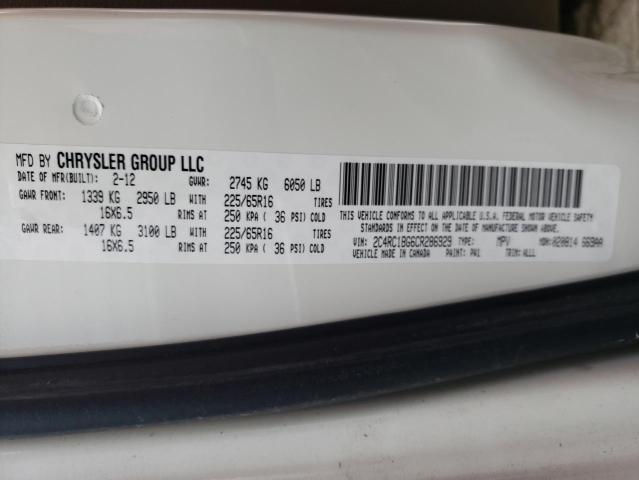 MFD BY CHRYSLER GROUP LLC
DATE OF MFR(BUILT): 2-12 GVWR: 2745 KG 6050 LB
GAWR FRONT: 1339 KG 2950 LB WITH 225/65R16 TIRES
16X6.5 RIMS AT 250 KPA ( 36 PSI) COLD
GAWR REAR: 1407 KG 3100 LB WITH 225/65R16 TIRES
16X6.5 RIMS AT 250 KPA ( 36 PSI) COLD
THIS VEHICLE CONFORMS TO ALL APPLICABLE U.S.A. FEDERAL MOTOR VEHICLE SAFETY
STANDARDS IN EFFECT ON THE DATE OF MANUFACTURE SHOWN ABOVE.
VIN: 2C4RC1BG6CR286929 TYPE: MPV MDH:020814 669AA
VEHICLE MADE IN CANADA PAINT: PW1 TRIM: